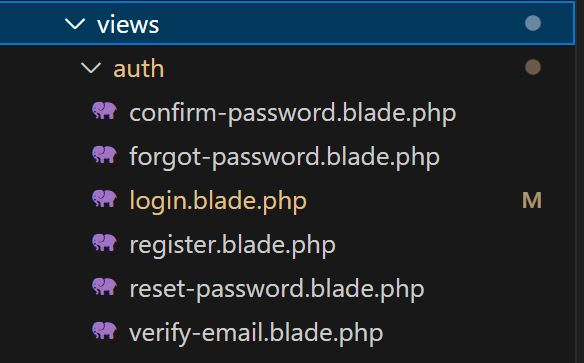 views
auth
confirm-password.blade.php
forgot-password.blade.php
login.blade.php M
register.blade.php
reset-password.blade.php
verify-email.blade.php